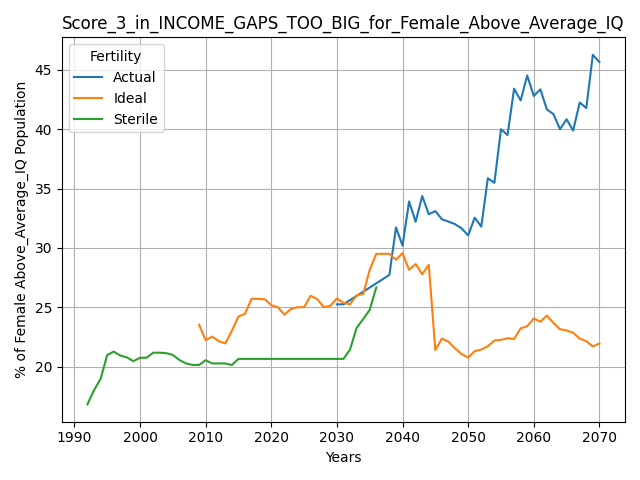 Score_3_in_INCOME_GAPS_TOO_BIG_for_Female_Above_Average_IQ
Fertility
Actual
Ideal
Sterile
% of Female Above_Average_IQ Population
45
40
35
30
25
20
1990
2000
2010
2020
2030
2040
2050
2060
2070
Years